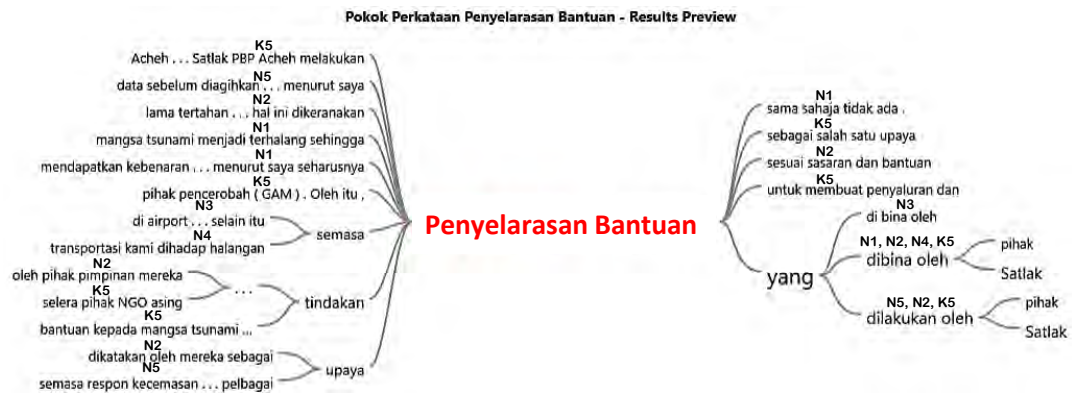 Pokok Perkataan Penyelarasan Bantuan - Results Preview
K5
Acheh . . . Satlak PBP Acheh melakukan
N5
data sebelum diagihkan . . . menurut saya
N2
lama tertahan . . . hal ini dikeranakan
N1
mangsa tsunami menjadi terhalang sehingga
N1
mendapatkan kebenaran . . . menurut saya seharusnya
K5
pihak pencerobah ( GAM ) . Oleh itu ,
N3
di airport . . . selain itu
N4
transportasi kami dihadap halangan
semasa
N2
oleh pihak pimpinan mereka
K5
selera pihak NGO asing
. . .
K5
bantuan kepada mangsa tsunami ...
tindakan
N2
dikatakan oleh mereka sebagai
N5
semasa respon kecemasan . . . pelbagai
upaya
Penyelarasan Bantuan
N1
sama sahaja tidak ada .
K5
sebagai salah satu upaya
N2
sesuai sasaran dan bantuan
K5
untuk membuat penyaluran dan
yang
N3
di bina oleh
N1, N2, N4, K5
dibina oleh
pihak
Satlak
N5, N2, K5
dilakukan oleh
pihak
Satlak